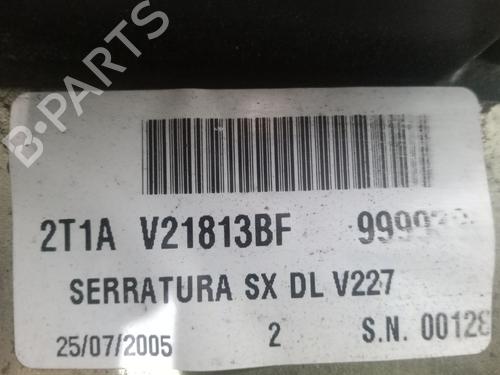 B-PARTS
2T1A V21813BF
SERRATURA SX DL V227
25/07/2005 2 S.N. 00128